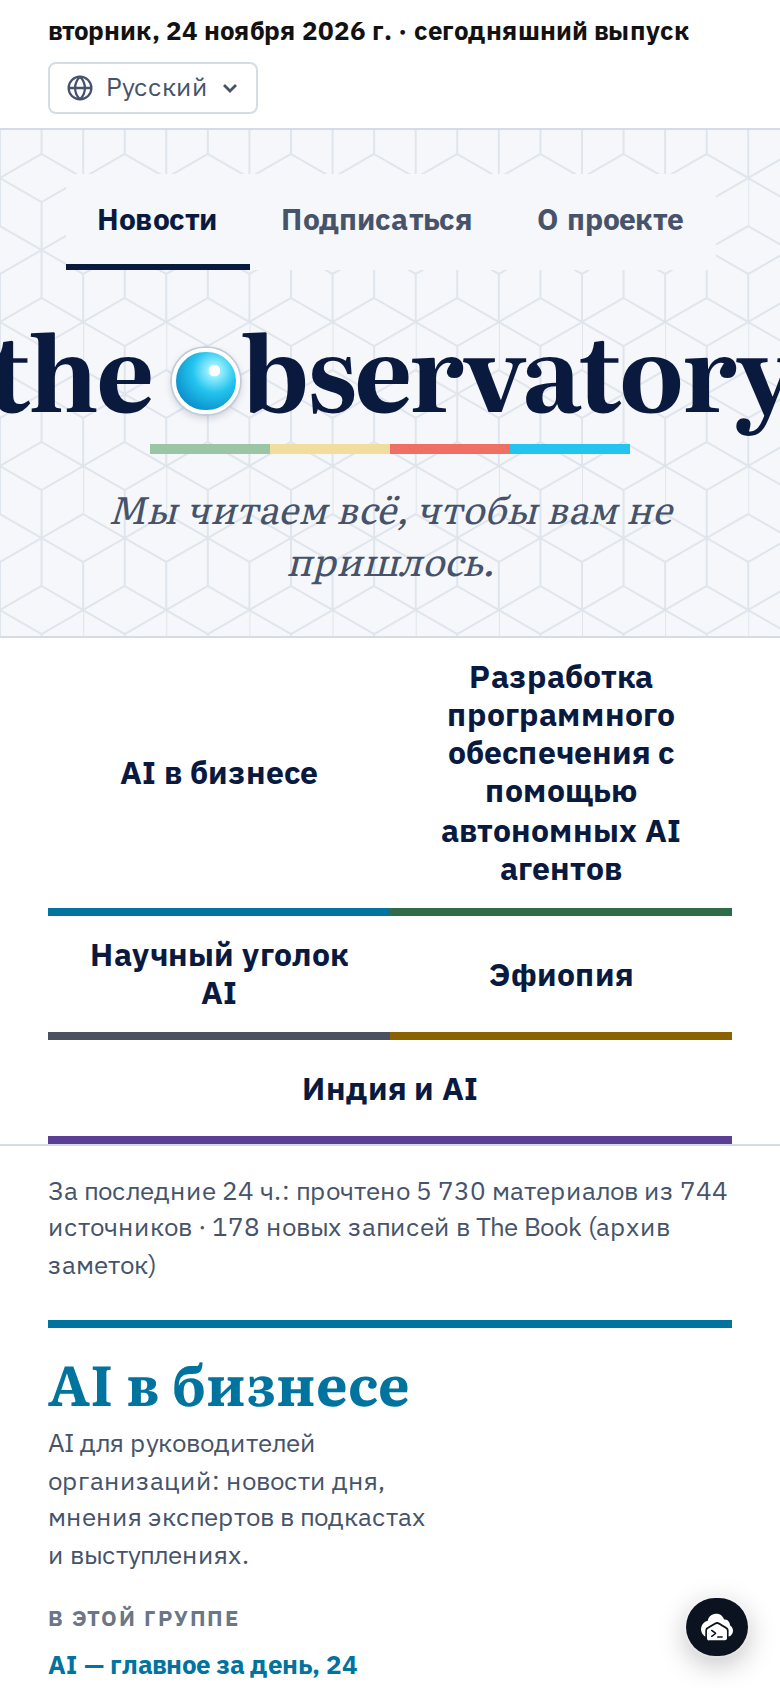 вторник, 24 ноября 2026 г. · сегодняшний выпуск
Русский
Новости Подписаться О проекте
the observatory
Мы читаем всё, чтобы вам не
пришлось.
AI в бизнесе
Разработка
программного
обеспечения с
помощью
автономных AI
агентов
Научный уголок
AI
Эфиопия
Индия и AI
За последние 24 ч.: прочтено 5 730 материалов из 744
источников · 178 новых записей в The Book (архив
заметок)
AI в бизнесе
AI для руководителей
организаций: новости дня,
мнения экспертов в подкастах
и выступлениях.
В ЭТОЙ ГРУППЕ
AI — главное за день, 24